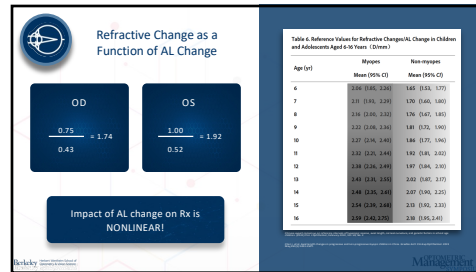 Refractive Change as a
Function of AL Change
OD
0.75
0.43
= 1.74
OS
1.00
0.52
= 1.92
Impact of AL change on Rx is
NONLINEAR!
Berkeley
Table 6. Reference Values for Refractive Changes/AL Change in Children
and Adolescents Aged 6-16 Years (D/mm)
Age (yr) Myopes Non-myopes
Mean (95% CI) Mean (95% CI)
6 2.06 (1.85, 2.26) 1.65 (1.53, 1.77)
7 2.11 (1.93, 2.29) 1.70 (1.60, 1.80)
8 2.16 (2.00, 2.32) 1.76 (1.67, 1.85)
9 2.22 (2.08, 2.36) 1.81 (1.72, 1.90)
10 2.27 (2.14, 2.40) 1.86 (1.77, 1.96)
11 2.32 (2.21, 2.44) 1.92 (1.81, 2.02)
12 2.38 (2.26, 2.49) 1.97 (1.84, 2.10)
13 2.43 (2.31, 2.55) 2.02 (1.87, 2.17)
14 2.48 (2.35, 2.61) 2.07 (1.90, 2.25)
15 2.54 (2.39, 2.68) 2.13 (1.92, 2.33)
16 2.59 (2.42, 2.75) 2.18 (1.95, 2.41)
Management